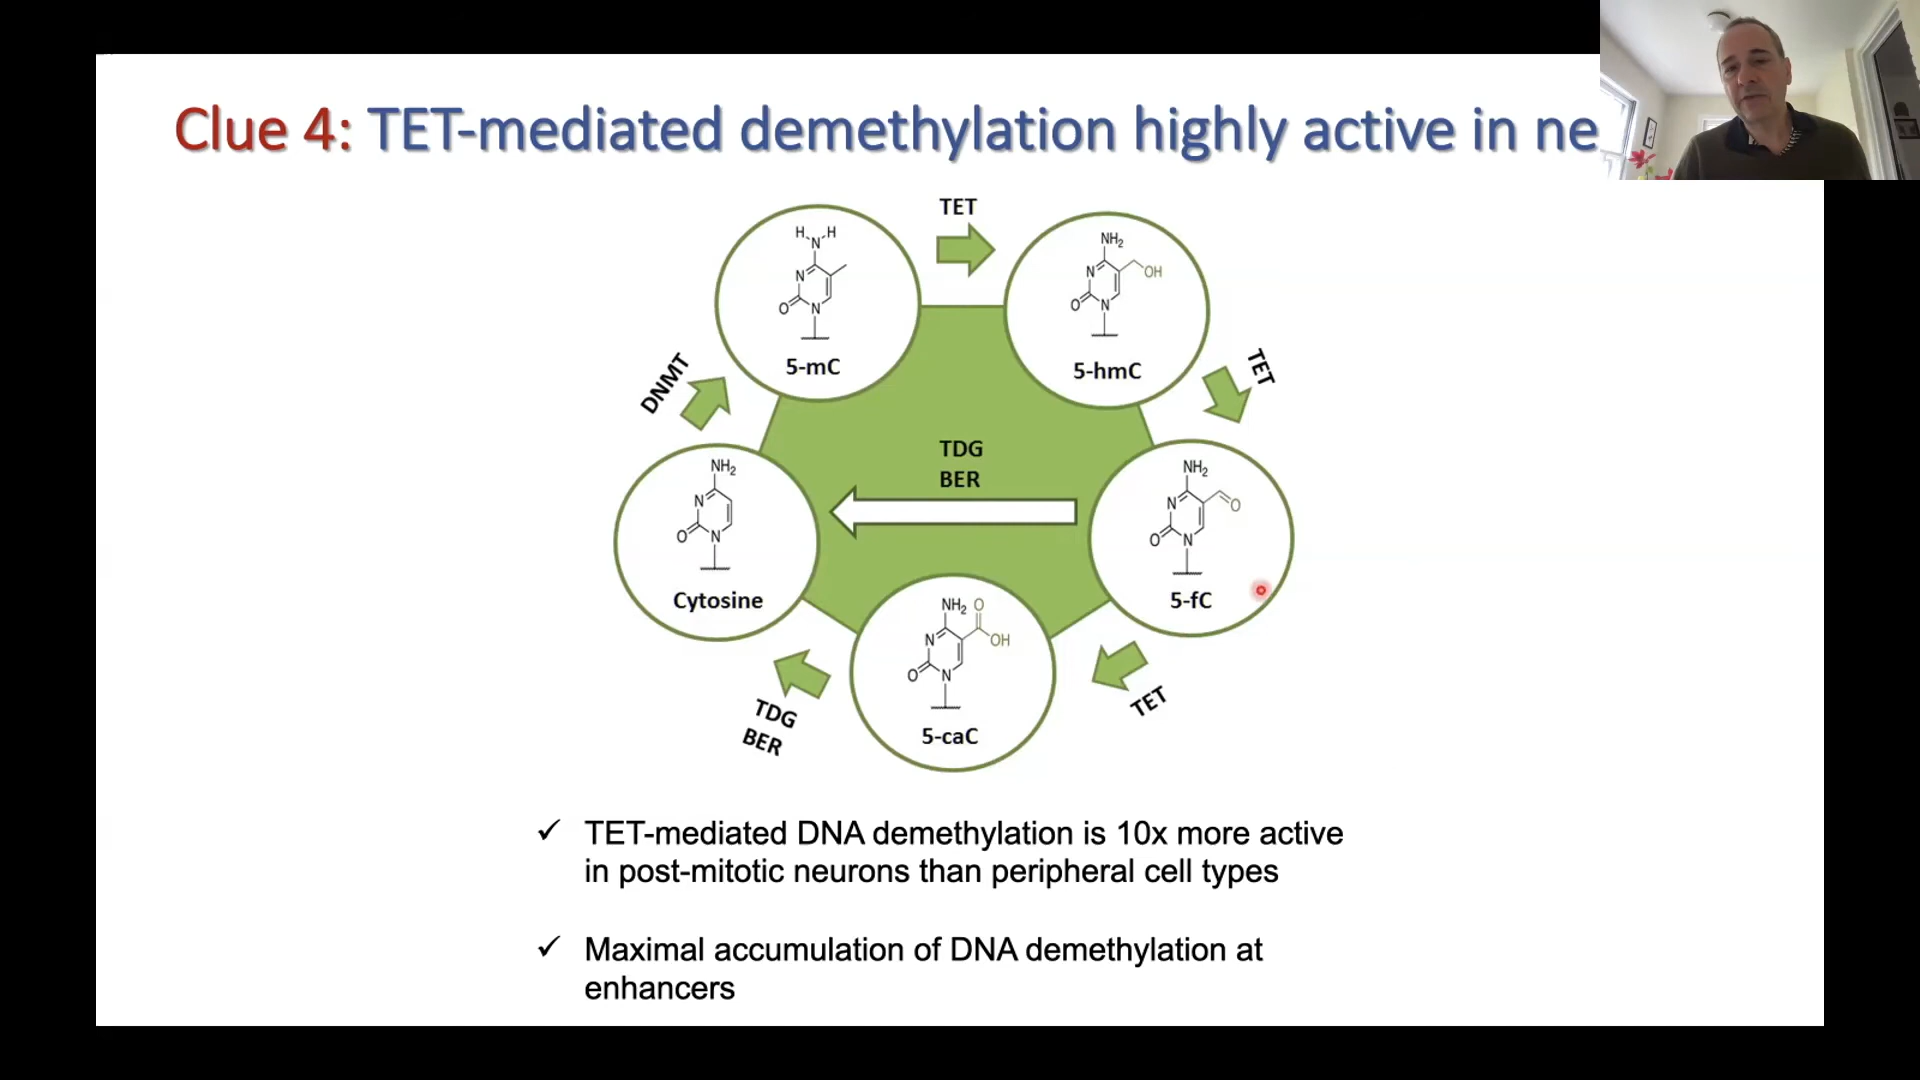 Clue 4: TET-mediated demethylation highly active in ne
TET
H H
N
N
O N
5-mC
NH₂
N OH
O N
5-hmC
DNMT
TET
TDG
BER
NH₂
N
O N
Cytosine
NH₂
N O
O N
5-fC
NH₂ O
N OH
O N
5-caC
TDG
BER
TET
✓ TET-mediated DNA demethylation is 10x more active
in post-mitotic neurons than peripheral cell types
✓ Maximal accumulation of DNA demethylation at
enhancers